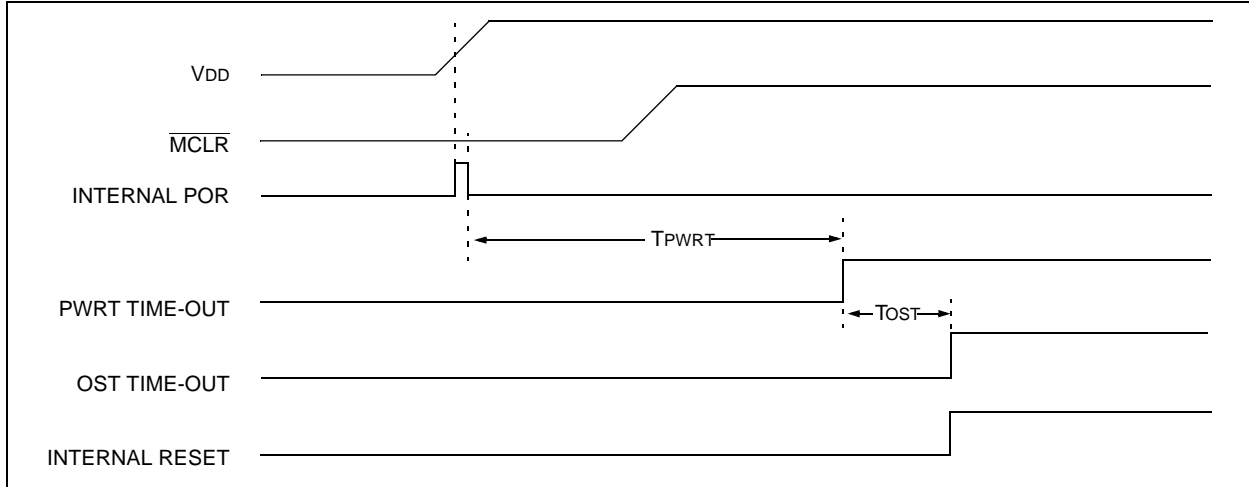 VDD
MCLR
INTERNAL POR
TPWRT
PWRT TIME-OUT
TOST
OST TIME-OUT
INTERNAL RESET